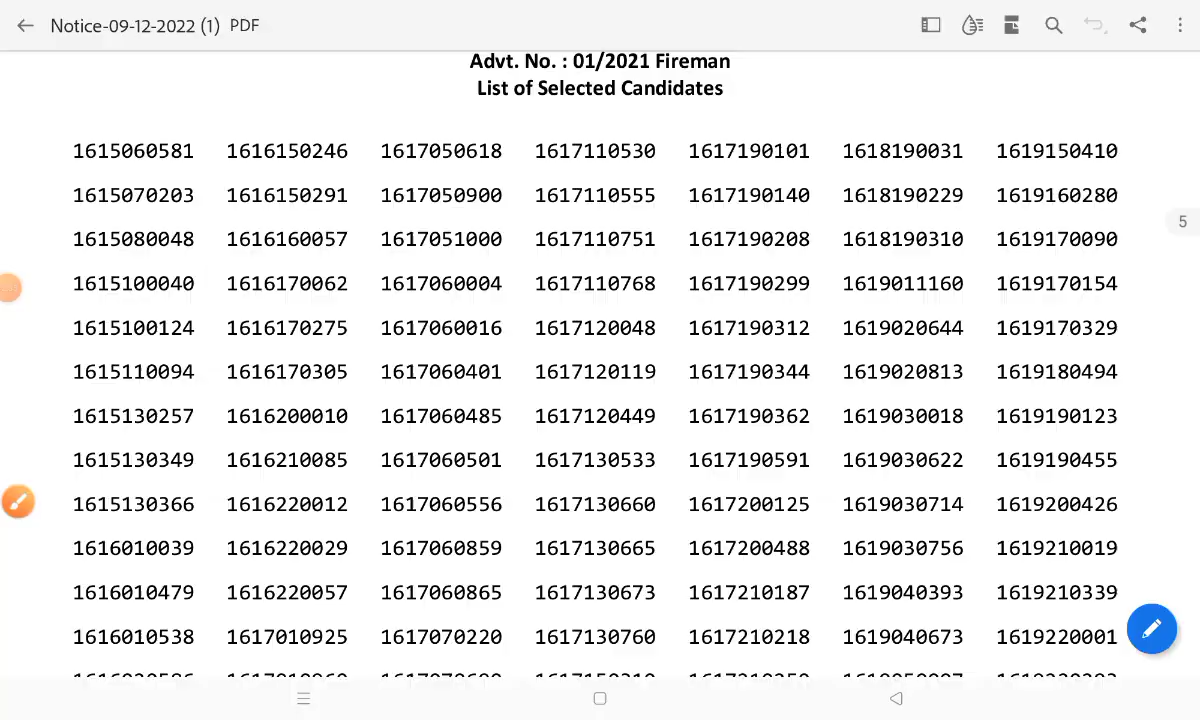 Notice-09-12-2022 (1) PDF
Advt. No. : 01/2021 Fireman
List of Selected Candidates
1615060581 1616150246 1617050618 1617110530 1617190101 1618190031 1619150410
1615070203 1616150291 1617050900 1617110555 1617190140 1618190229 1619160280
5
1615080048 1616160057 1617051000 1617110751 1617190208 1618190310 1619170090
1615100040 1616170062 1617060004 1617110768 1617190299 1619011160 1619170154
1615100124 1616170275 1617060016 1617120048 1617190312 1619020644 1619170329
1615110094 1616170305 1617060401 1617120119 1617190344 1619020813 1619180494
1615130257 1616200010 1617060485 1617120449 1617190362 1619030018 1619190123
1615130349 1616210085 1617060501 1617130533 1617190591 1619030622 1619190455
1615130366 1616220012 1617060556 1617130660 1617200125 1619030714 1619200426
1616010039 1616220029 1617060859 1617130665 1617200488 1619030756 1619210019
1616010479 1616220057 1617060865 1617130673 1617210187 1619040393 1619210339
1616010538 1617010925 1617070220 1617130760 1617210218 1619040673 1619220001